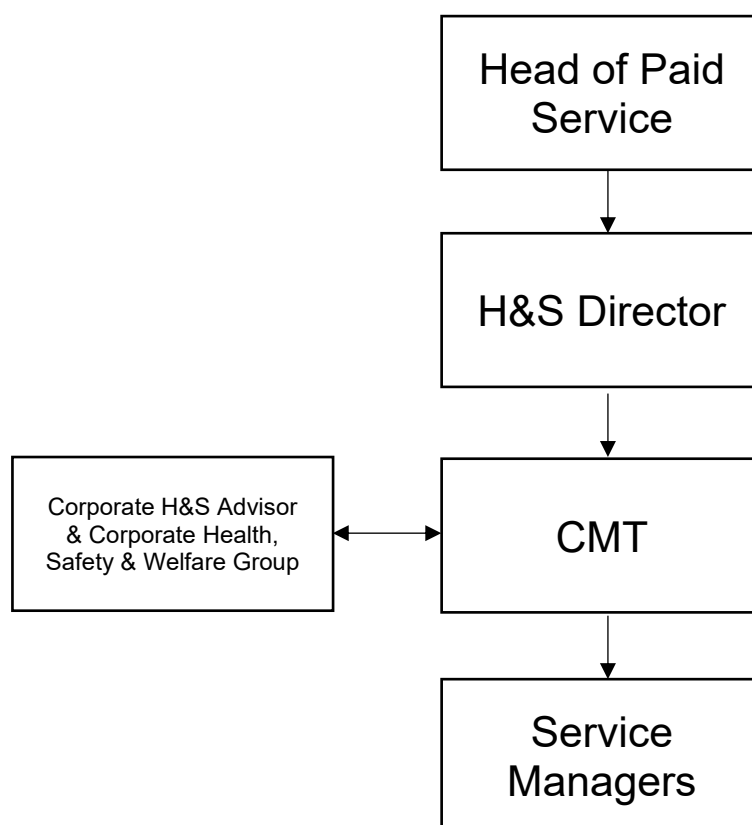 Head of Paid
Service
H&S Director
Corporate H&S Advisor
& Corporate Health,
Safety & Welfare Group
CMT
Service
Managers